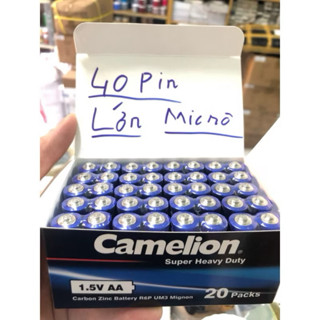 40 Pin
Lớn Micrô
Camelion
Super Heavy Duty
1.5V AA
Carbon Zinc Battery R6P UM3 Mignon
20 Packs